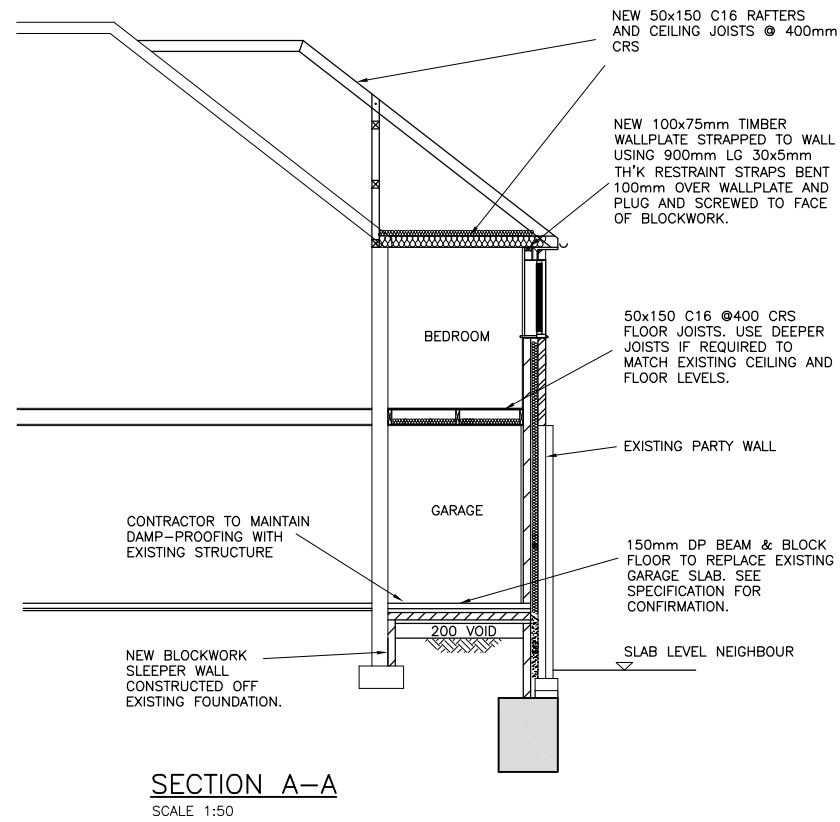 NEW 50x150 C16 RAFTERS
AND CEILING JOISTS @ 400mm
CRS
NEW 100x75mm TIMBER
WALLPLATE STRAPPED TO WALL
USING 900mm LG 30x5mm
TH'K RESTRAINT STRAPS BENT
100mm OVER WALLPLATE AND
PLUG AND SCREWED TO FACE
OF BLOCKWORK.
BEDROOM
50x150 C16 @400 CRS
FLOOR JOISTS. USE DEEPER
JOISTS IF REQUIRED TO
MATCH EXISTING CEILING AND
FLOOR LEVELS.
EXISTING PARTY WALL
GARAGE
CONTRACTOR TO MAINTAIN
DAMP-PROOFING WITH
EXISTING STRUCTURE
150mm DP BEAM & BLOCK
FLOOR TO REPLACE EXISTING
GARAGE SLAB. SEE
SPECIFICATION FOR
CONFIRMATION.
200 VOID
NEW BLOCKWORK
SLEEPER WALL
CONSTRUCTED OFF
EXISTING FOUNDATION.
SLAB LEVEL NEIGHBOUR
SECTION A-A
SCALE 1:50